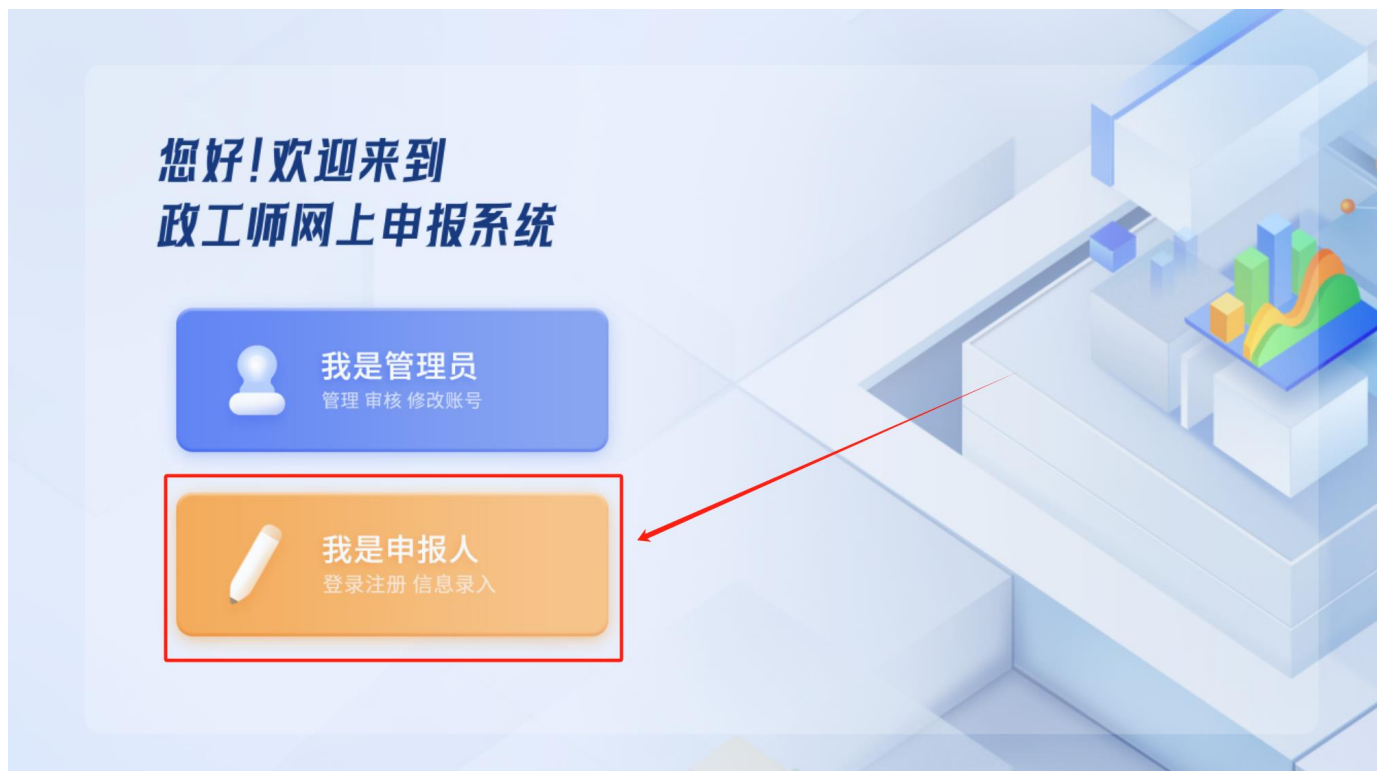 您好!欢迎来到
政工师网上申报系统
我是管理员
管理 审核 修改账号
我是申报人
登录注册 信息录入